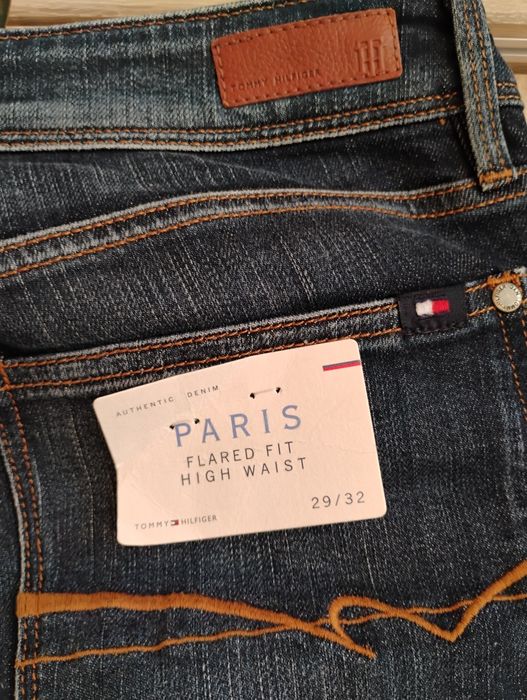 TOMMY HILFIGER
AUTHENTIC DENIM
PARIS
FLARED FIT
HIGH WAIST
29/32
TOMMY HILFIGER